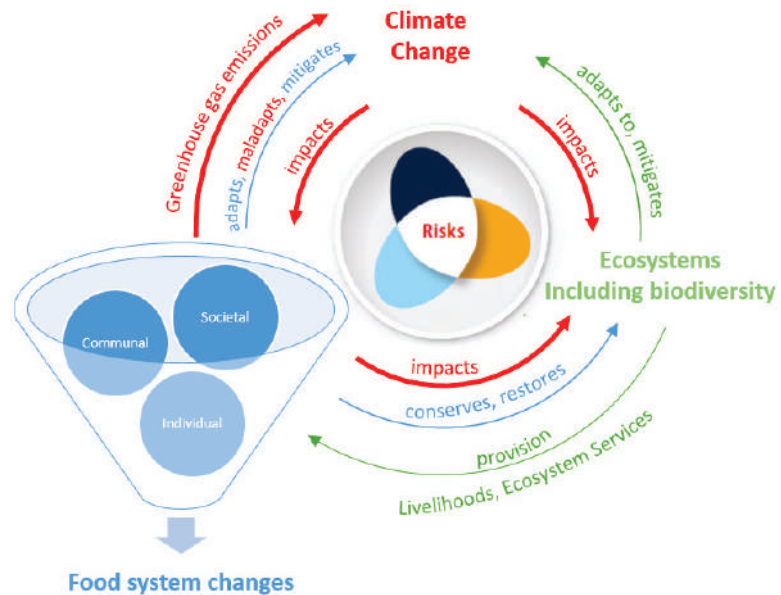 Climate
Change
Greenhouse gas emissions
adapts, maladapts, mitigates
impacts
impacts
adapts to, mitigates
Risks
Ecosystems
Including biodiversity
Societal
Communal
Individual
impacts
conserves, restores
provision
Livelihoods, Ecosystem Services
Food system changes